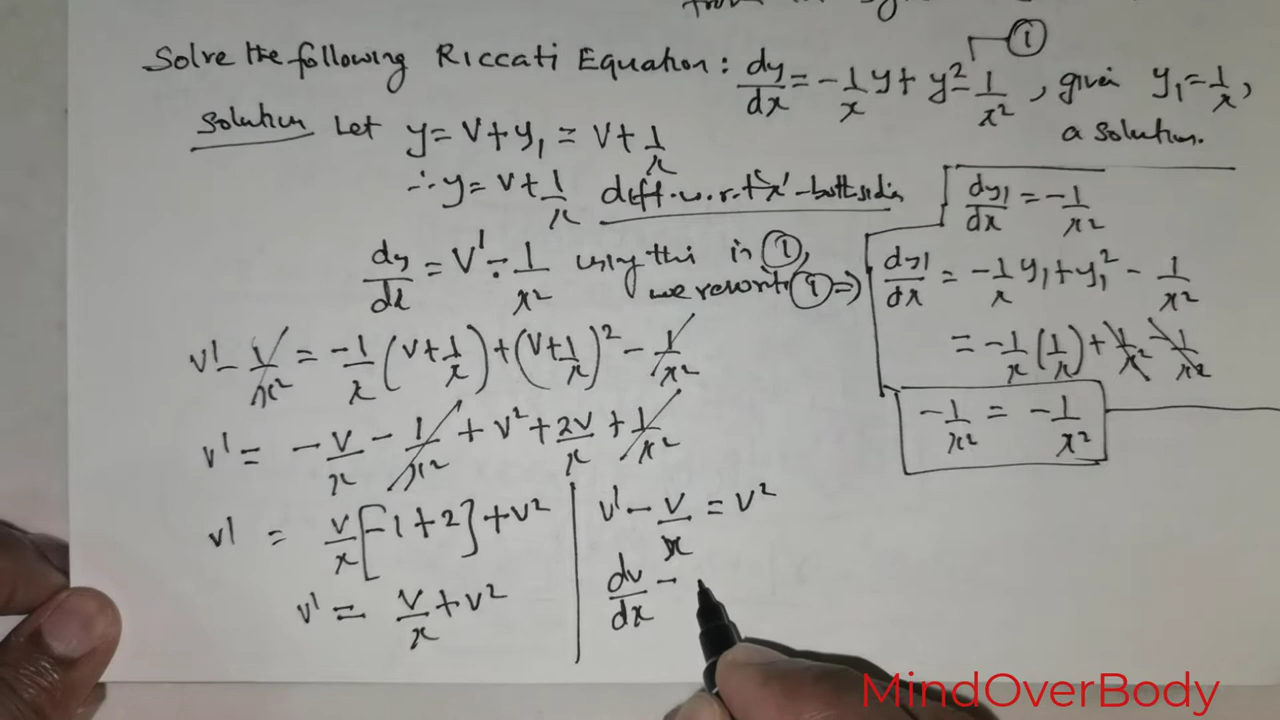 Solve the following Riccati Equation: dy/dx = -1/x y + y² - 1/x² ①, given y₁ = 1/x, a solution.
Solution Let y = v + y₁ = v + 1/x
∴ y = v + 1/x diff. w.r.t 'x' - both sides
dy/dx = v' - 1/x² using this in ①, we rewrite ① ⇒
dy₁/dx = -1/x²
dy₁/dx = -1/x y₁ + y₁² - 1/x²
= -1/x (1/x) + 1/x² - 1/x²
-1/x² = -1/x²
v' - 1/x² = -1/x (v + 1/x) + (v + 1/x)² - 1/x²
v' = -v/x - 1/x² + v² + 2v/x + 1/x²
v' = v/x [-1 + 2] + v²
v' = v/x + v²
v' - v/x = v²
dv/dx -
MindOverBody